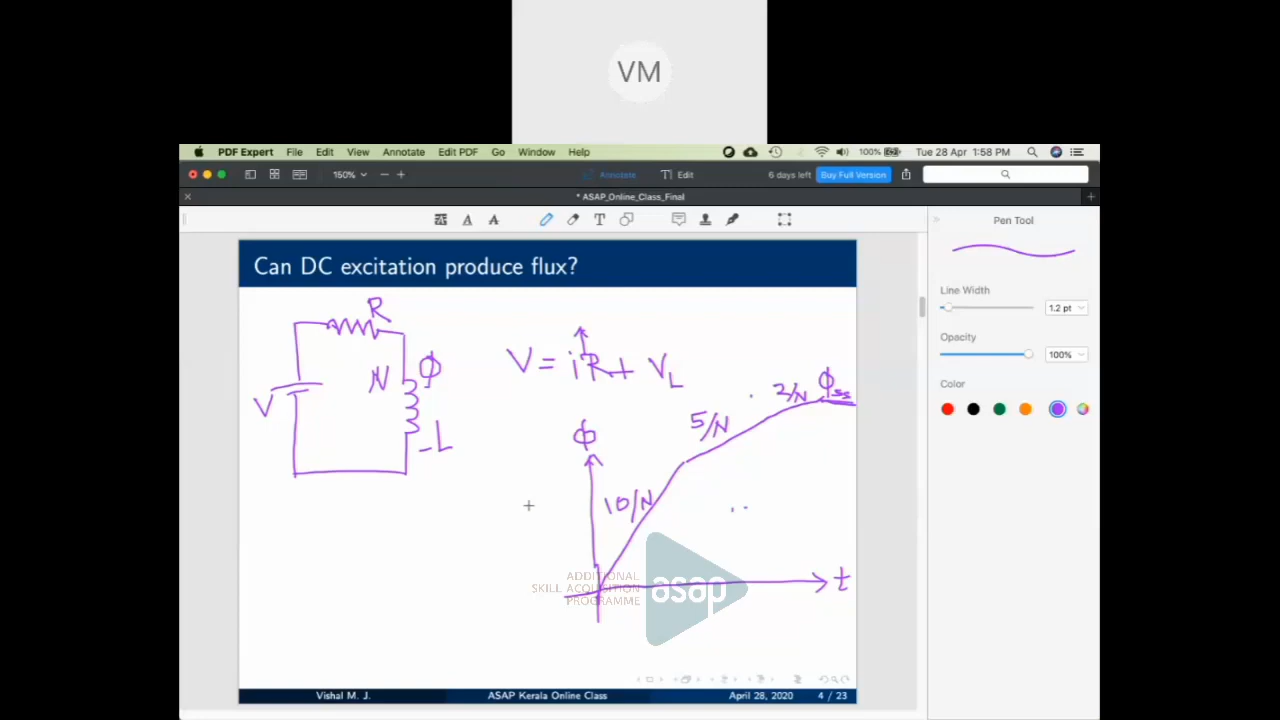 VM
PDF Expert File Edit View Annotate Edit PDF Go Window Help 100% Tue 28 Apr 1:58 PM
150% Annotate Edit 6 days left Buy Full Version
* ASAP_Online_Class_Final
Pen Tool
Line Width
1.2 pt
Opacity
100%
Color
Can DC excitation produce flux?
R
V
N
Φ
L
V = iR + VL
Φ
10/N
5/N
2/N
Φss
t
ADDITIONAL
SKILL ACQUISITION
PROGRAMME
asap
Vishal M. J. ASAP Kerala Online Class April 28, 2020 4 / 23